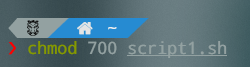 ~
❯ chmod 700 script1.sh